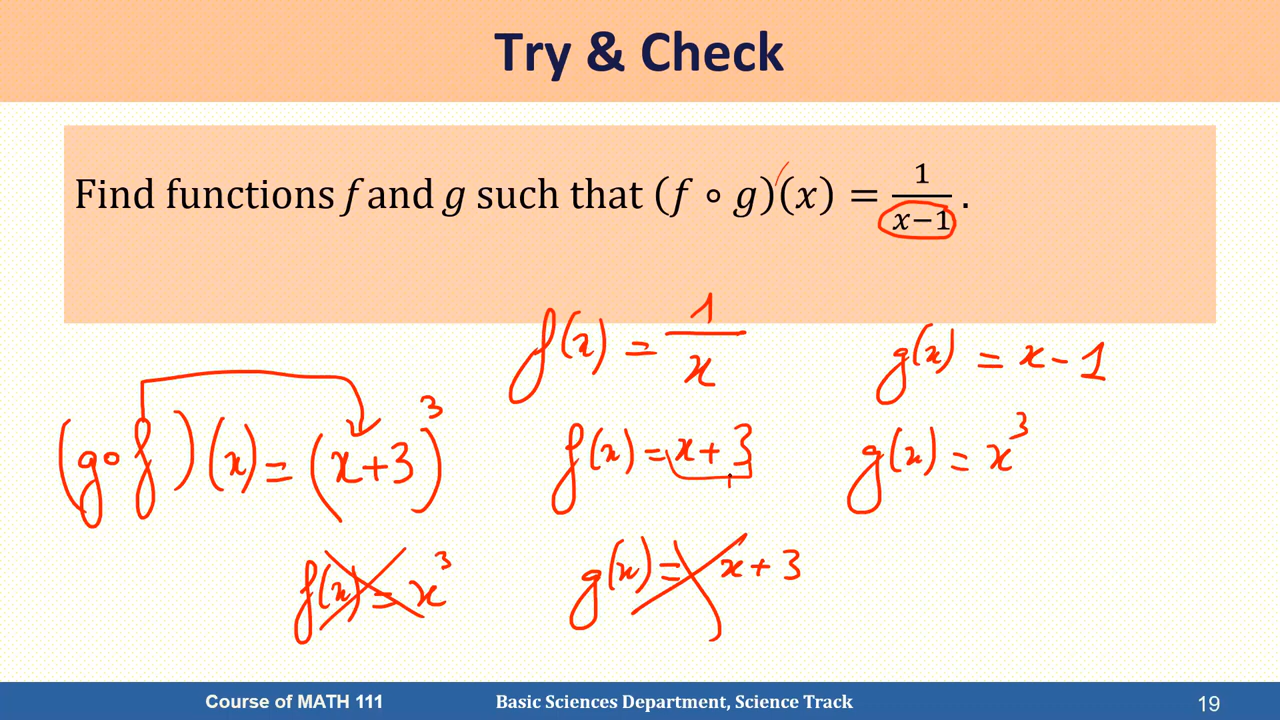 Try & Check
Find functions f and g such that (f ∘ g)(x) = 1/(x−1) .
f(x) = 1/x    g(x) = x - 1
(g∘f)(x) = (x+3)³    f(x) = x+3    g(x) = x³
f(x) = x³    g(x) = x + 3
Course of MATH 111    Basic Sciences Department, Science Track    19